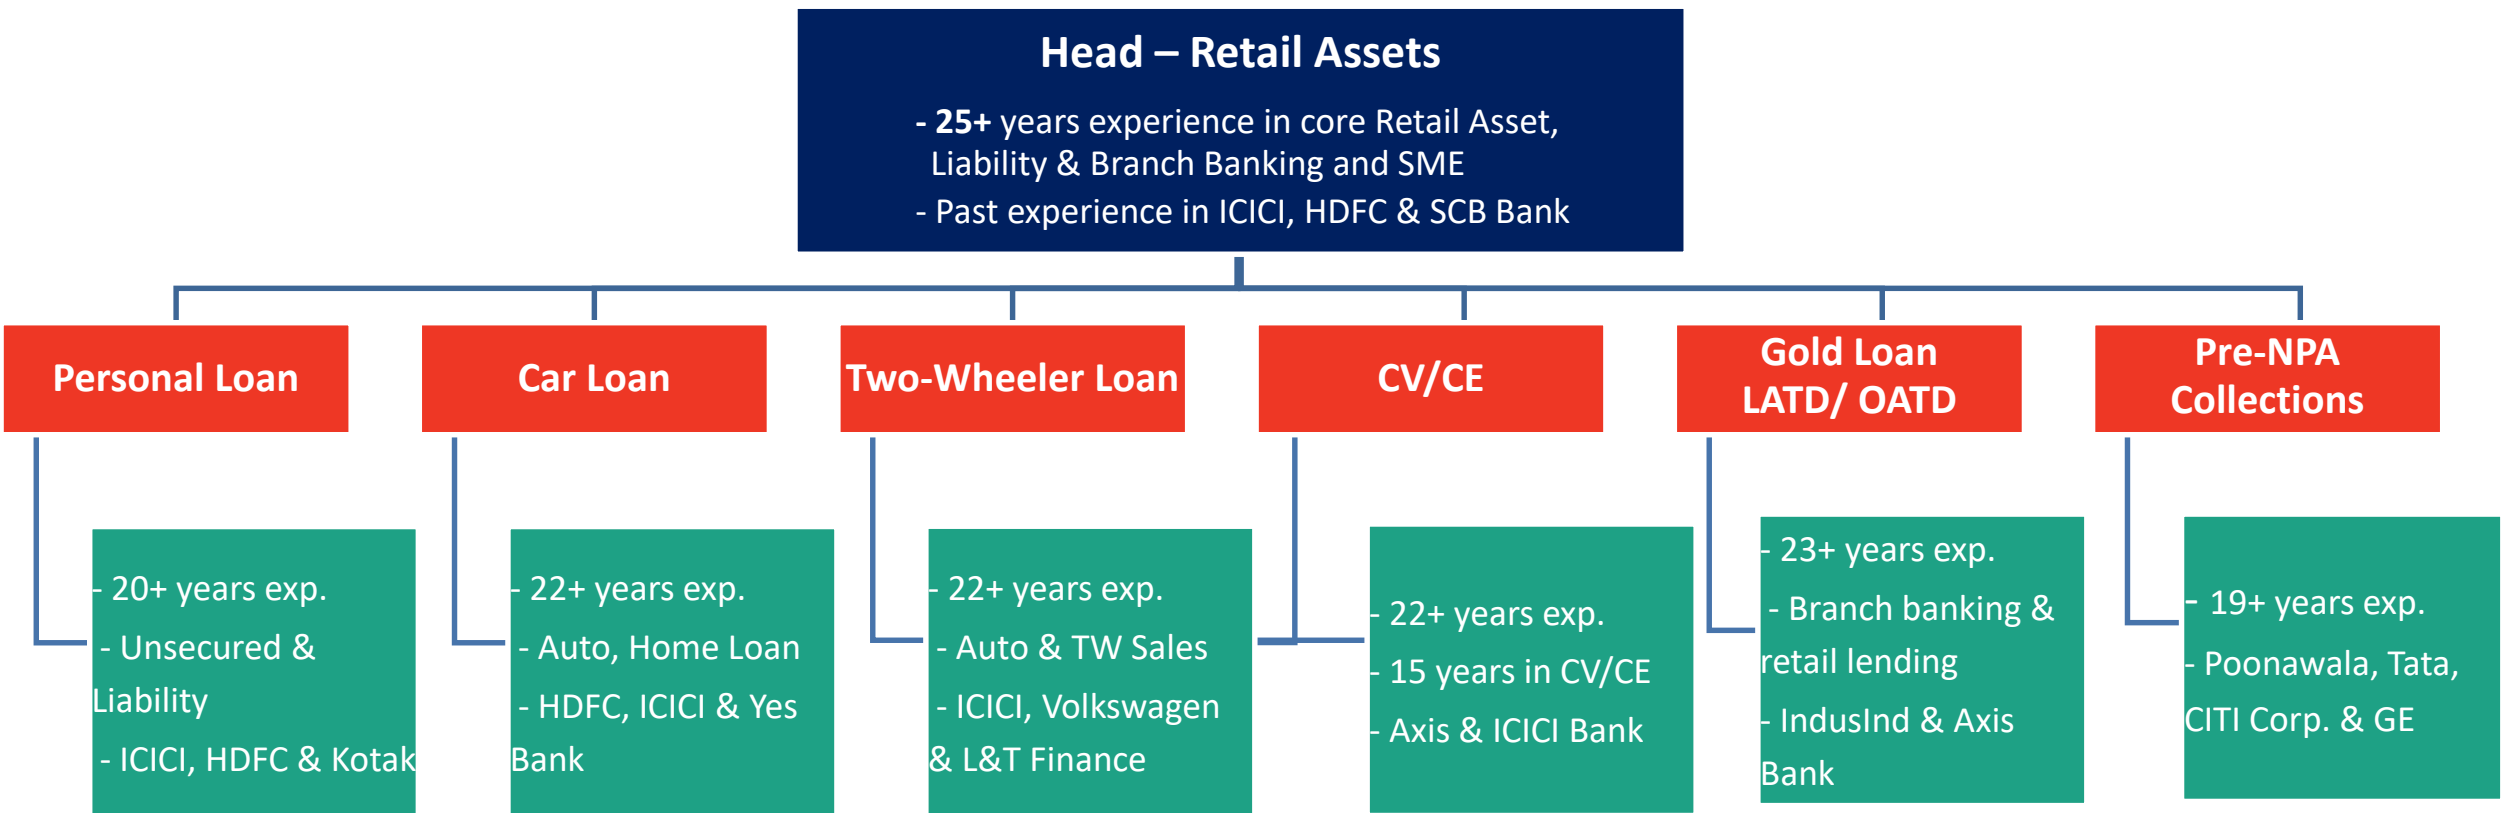 Head – Retail Assets
- 25+ years experience in core Retail Asset,
Liability & Branch Banking and SME
- Past experience in ICICI, HDFC & SCB Bank
Personal Loan
Car Loan
Two-Wheeler Loan
CV/CE
Gold Loan
LATD/ OATD
Pre-NPA
Collections
- 20+ years exp.
- Unsecured &
Liability
- ICICI, HDFC & Kotak
- 22+ years exp.
- Auto, Home Loan
- HDFC, ICICI & Yes
Bank
- 22+ years exp.
- Auto & TW Sales
- ICICI, Volkswagen
& L&T Finance
- 22+ years exp.
- 15 years in CV/CE
- Axis & ICICI Bank
- 23+ years exp.
- Branch banking &
retail lending
- IndusInd & Axis
Bank
- 19+ years exp.
- Poonawala, Tata,
CITI Corp. & GE